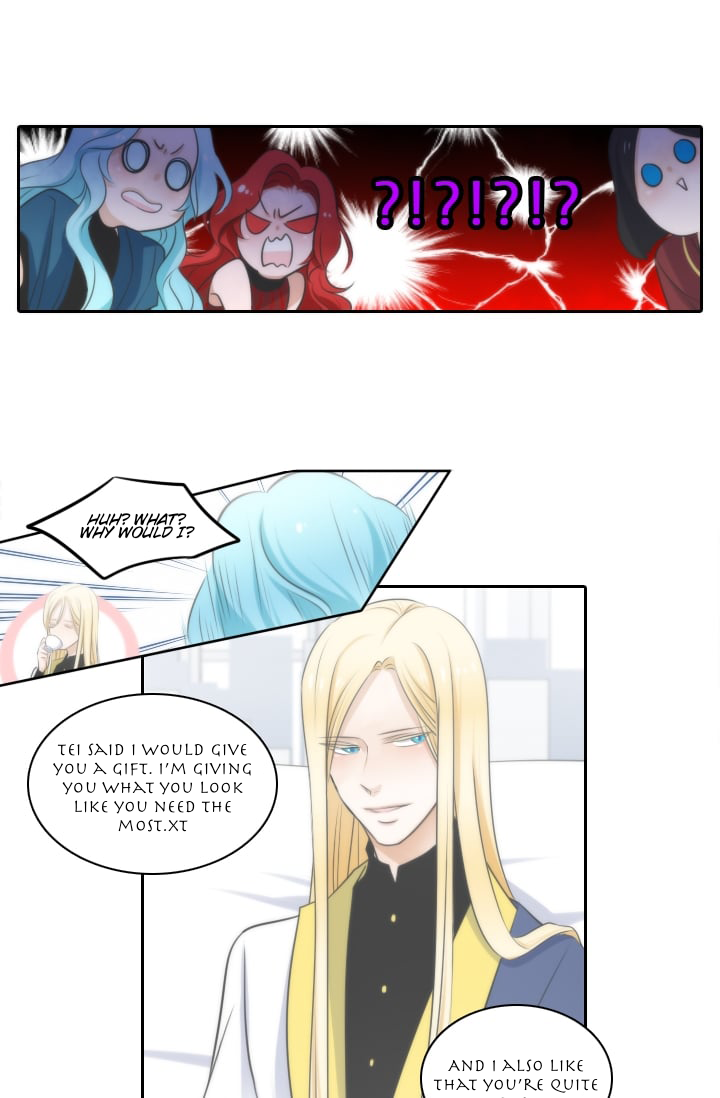 ?!?!?!?
HUH? WHAT?
WHY WOULD I?
TEI SAID I WOULD GIVE
YOU A GIFT. I'M GIVING
YOU WHAT YOU LOOK
LIKE YOU NEED THE
MOST.XT
AND I ALSO LIKE
THAT YOU'RE QUITE